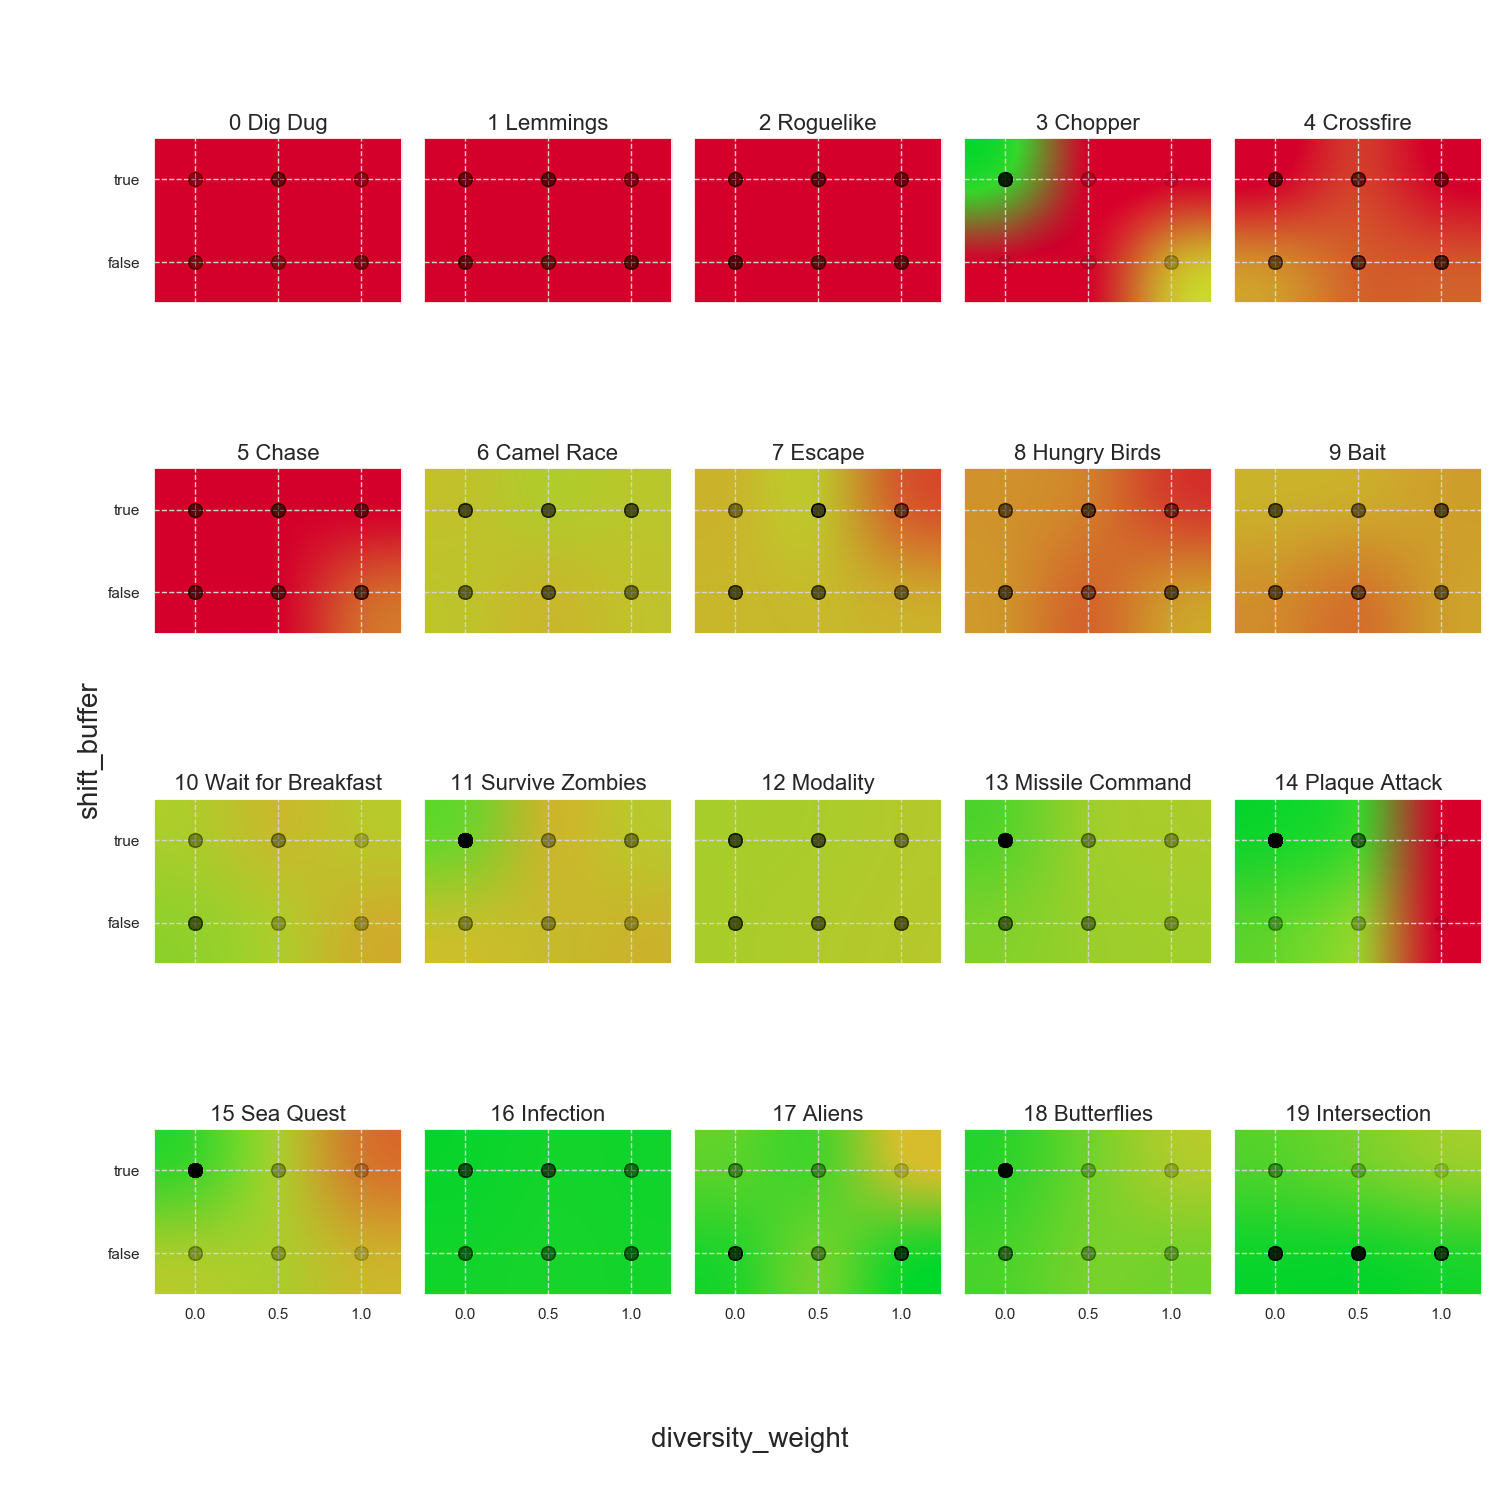 0 Dig Dug
1 Lemmings
2 Roguelike
3 Chopper
4 Crossfire
true
false
5 Chase
6 Camel Race
7 Escape
8 Hungry Birds
9 Bait
true
false
shift_buffer
10 Wait for Breakfast
11 Survive Zombies
12 Modality
13 Missile Command
14 Plaque Attack
true
false
15 Sea Quest
16 Infection
17 Aliens
18 Butterflies
19 Intersection
true
false
0.0 0.5 1.0
0.0 0.5 1.0
0.0 0.5 1.0
0.0 0.5 1.0
0.0 0.5 1.0
diversity_weight